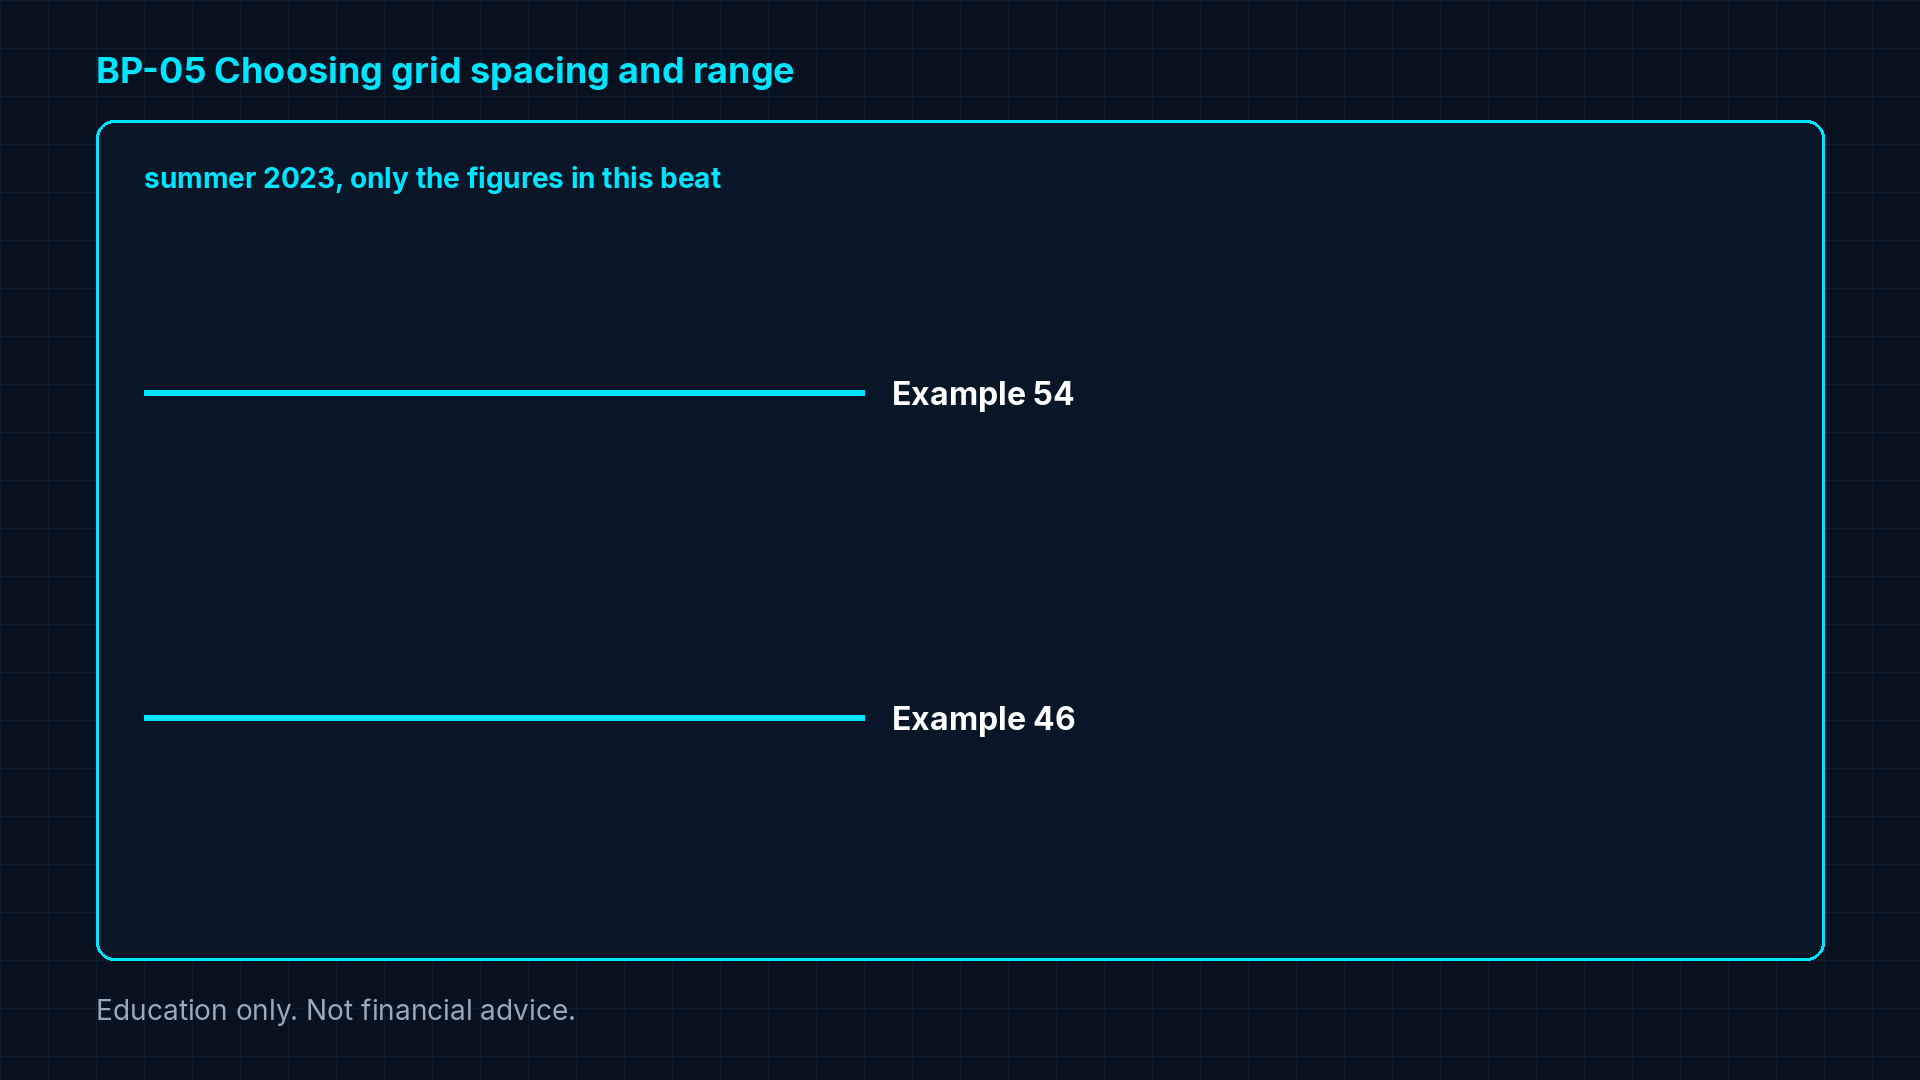 BP-05 Choosing grid spacing and range
summer 2023, only the figures in this beat
Example 54
Example 46
Education only. Not financial advice.